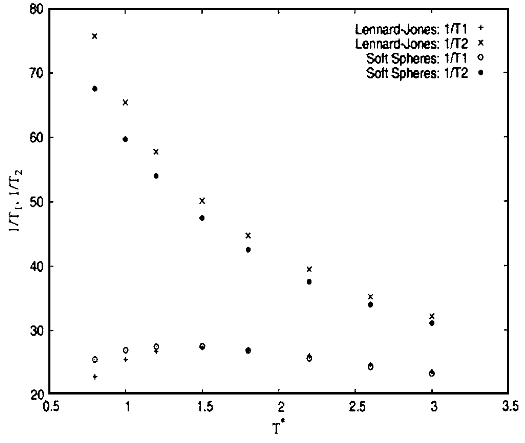 80
70
60
50
40
30
20
0.5
1
1.5
2
2.5
3
3.5
1/T1, 1/T2
T*
Lennard-Jones: 1/T1
Lennard-Jones: 1/T2
Soft Spheres: 1/T1
Soft Spheres: 1/T2